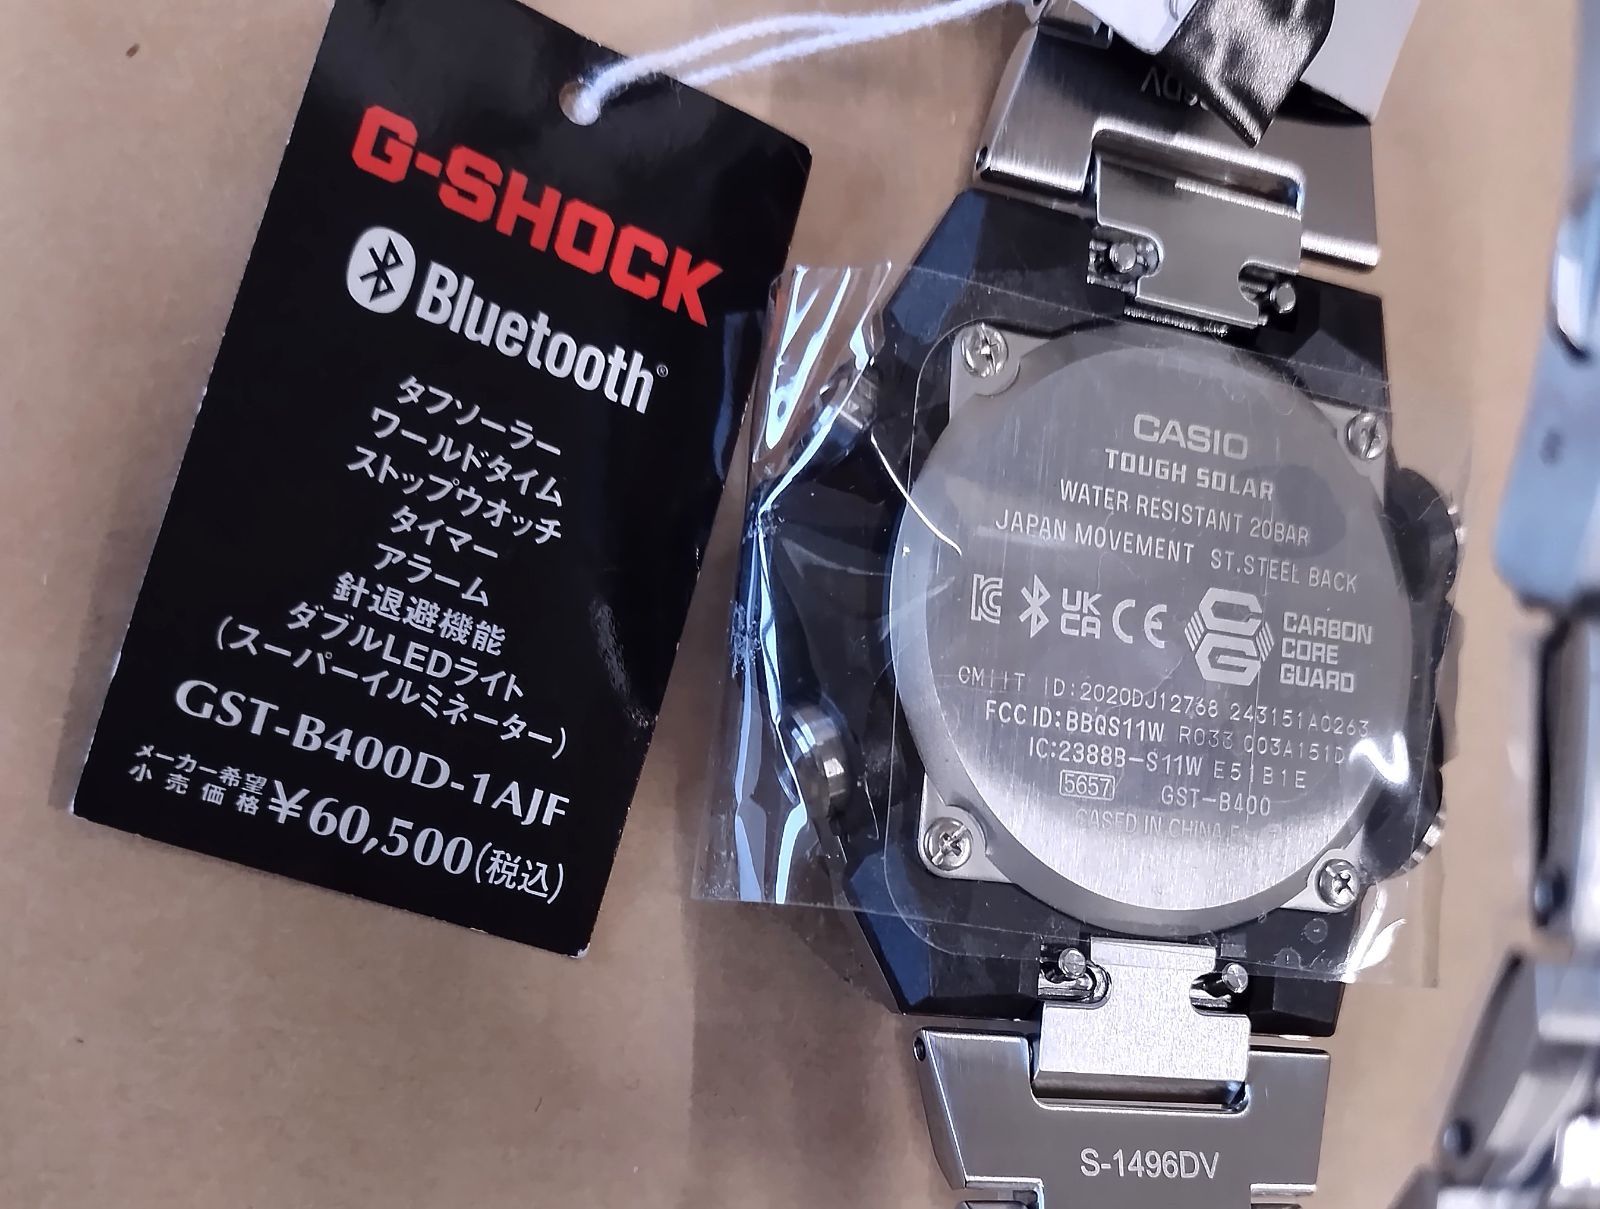 G-SHOCK
Bluetooth®
タフソーラー
ワールドタイム
ストップウオッチ
タイマー
アラーム
針退避機能
ダブルLEDライト
(スーパーイルミネーター)
GST-B400D-1AJF
メーカー希望
小売価格 ¥60,500(税込)
CASIO
TOUGH SOLAR
WATER RESISTANT 20BAR
JAPAN MOVEMENT ST.STEEL BACK
UK
CA CE
CARBON
CORE
GUARD
CMIIT ID:2020DJ12768 243151A0263
FCC ID:BBQS11W R033 003A151D
IC:2388B-S11W E51B1E
5657 GST-B400
CASED IN CHINA
S-1496DV